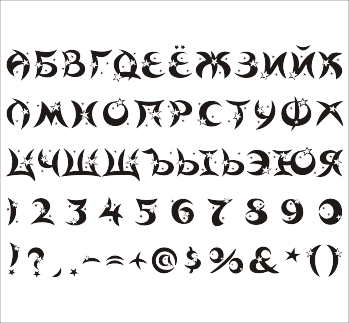 АБВГДЕЁЖЗИЙК
ЛМНОПРСТУФХ
ЦЧШЩЪЫЬЭЮЯ
1234567890
!?,.-=+@$%&*()